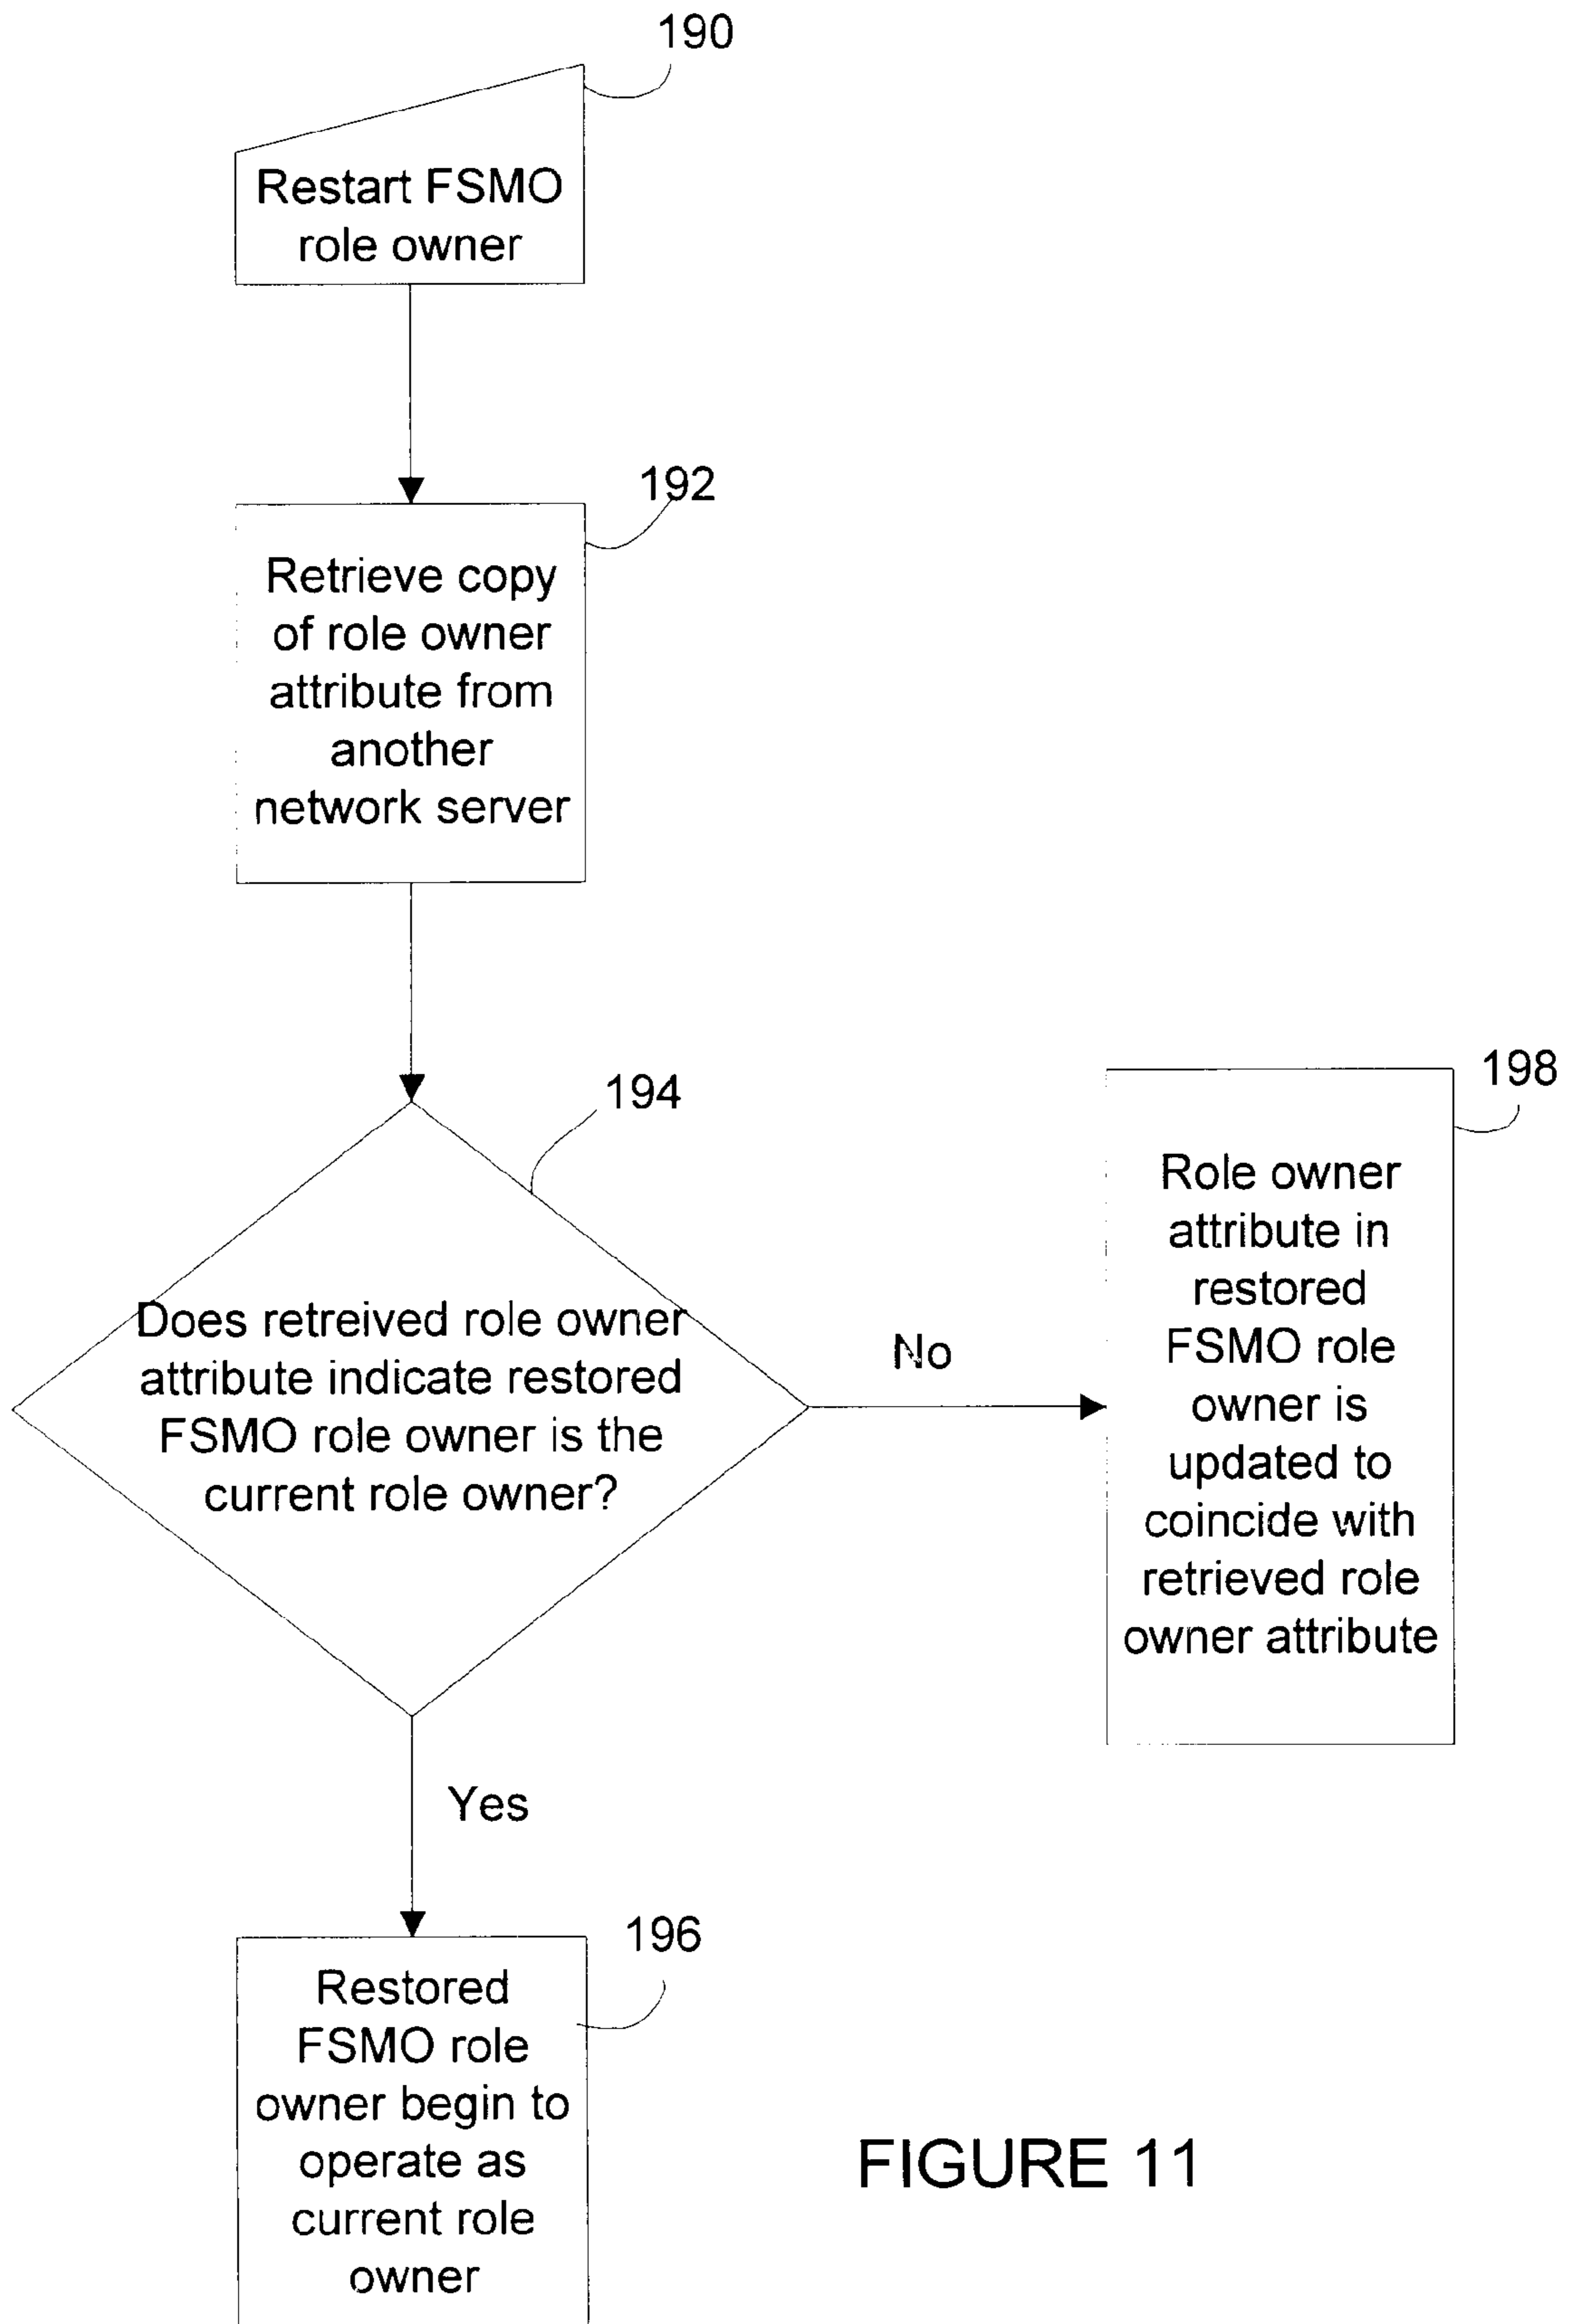 190
Restart FSMO
role owner
192
Retrieve copy
of role owner
attribute from
another
network server
194
Does retreived role owner
attribute indicate restored
FSMO role owner is the
current role owner?
No
198
Role owner
attribute in
restored
FSMO role
owner is
updated to
coincide with
retrieved role
owner attribute
Yes
196
Restored
FSMO role
owner begin to
operate as
current role
owner
FIGURE 11